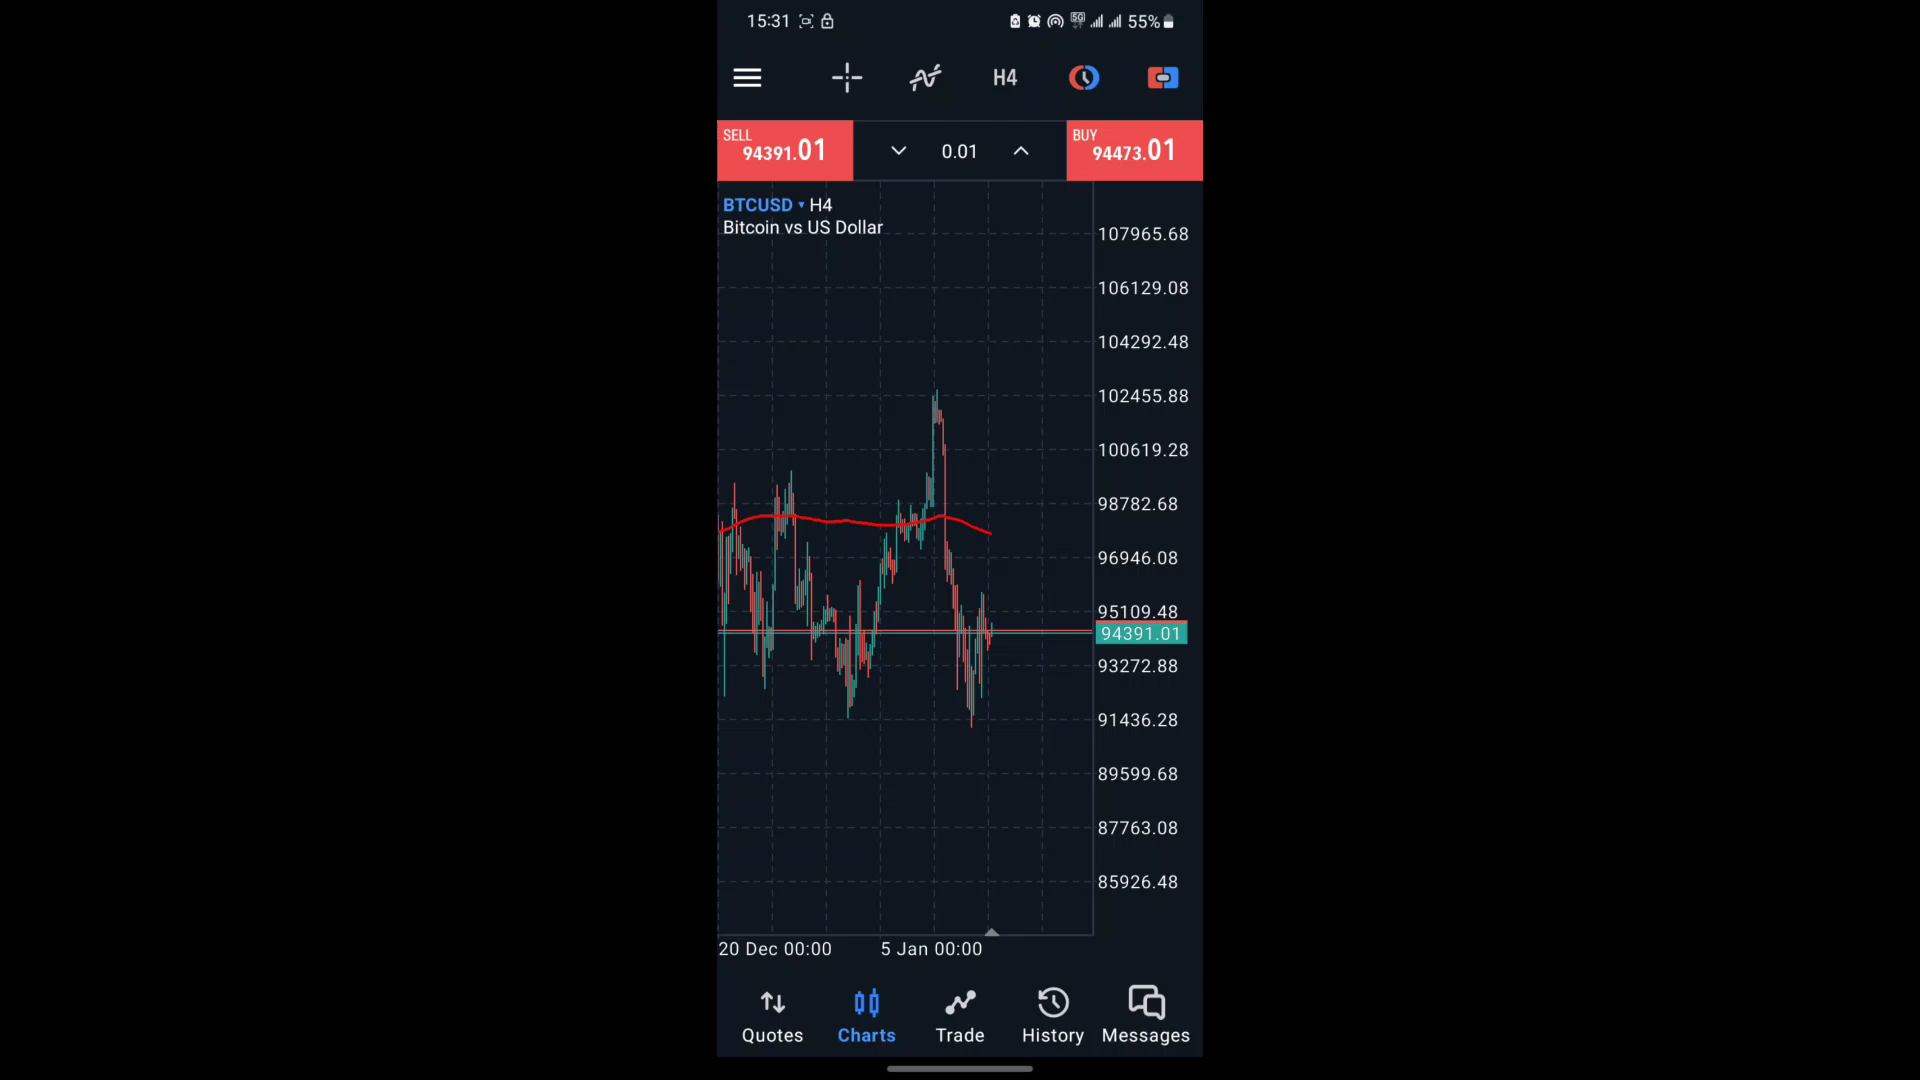 15:31 5G 55%
H4
SELL
94391.01
0.01
BUY
94473.01
BTCUSD ▾ H4
Bitcoin vs US Dollar
107965.68
106129.08
104292.48
102455.88
100619.28
98782.68
96946.08
95109.48
94391.01
93272.88
91436.28
89599.68
87763.08
85926.48
20 Dec 00:00 5 Jan 00:00
Quotes Charts Trade History Messages